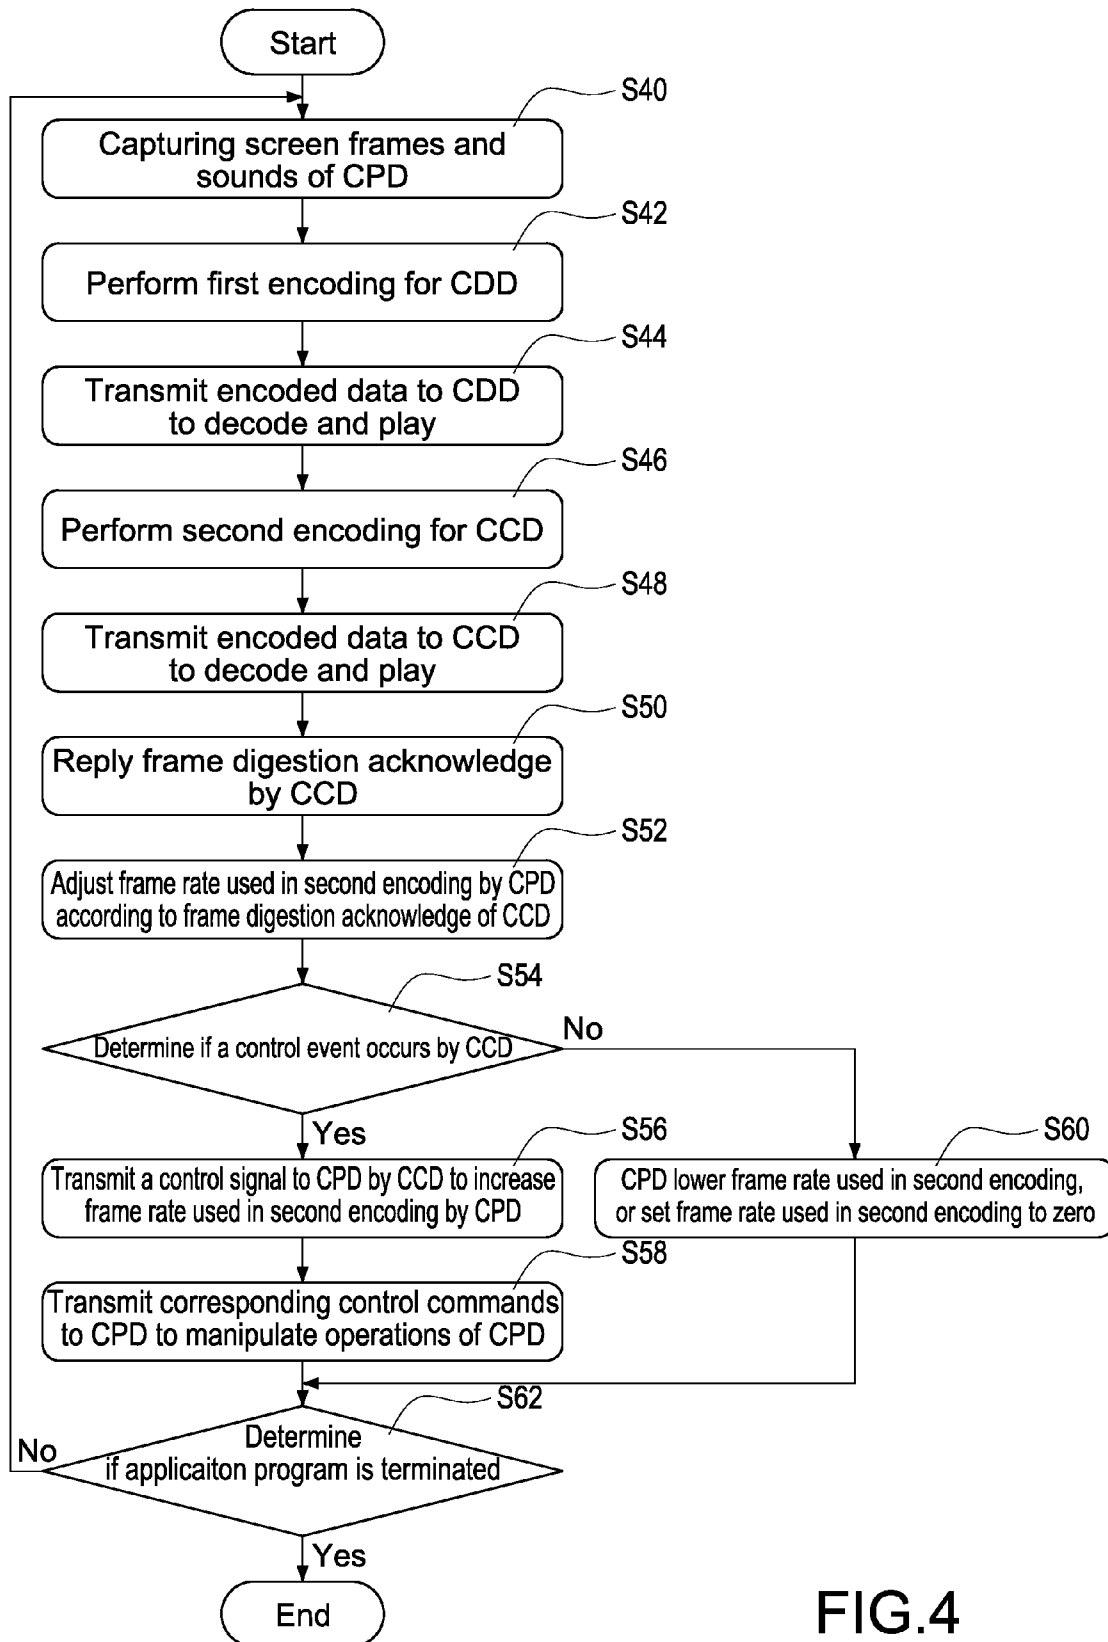 Start
S40
Capturing screen frames and
sounds of CPD
S42
Perform first encoding for CDD
S44
Transmit encoded data to CDD
to decode and play
S46
Perform second encoding for CCD
S48
Transmit encoded data to CCD
to decode and play
S50
Reply frame digestion acknowledge
by CCD
S52
Adjust frame rate used in second encoding by CPD
according to frame digestion acknowledge of CCD
S54
Determine if a control event occurs by CCD
No
Yes
S56
Transmit a control signal to CPD by CCD to increase
frame rate used in second encoding by CPD
S60
CPD lower frame rate used in second encoding,
or set frame rate used in second encoding to zero
S58
Transmit corresponding control commands
to CPD to manipulate operations of CPD
S62
Determine
if applicaiton program is terminated
No
Yes
End
FIG.4